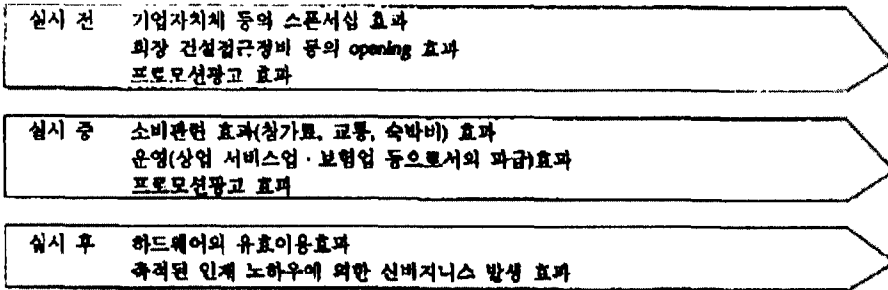 실시 전 기업자치체 등의 스폰서십 효과
회장 건설접근정비 등의 opening 효과
프로모션광고 효과
실시 중 소비관련 효과(참가료, 교통, 숙박비) 효과
운영(상업 서비스업·보험업 등으로서의 파급)효과
프로모션광고 효과
실시 후 하드웨어의 유효이용효과
축적된 인재 노하우에 의한 신비지니스 발생 효과